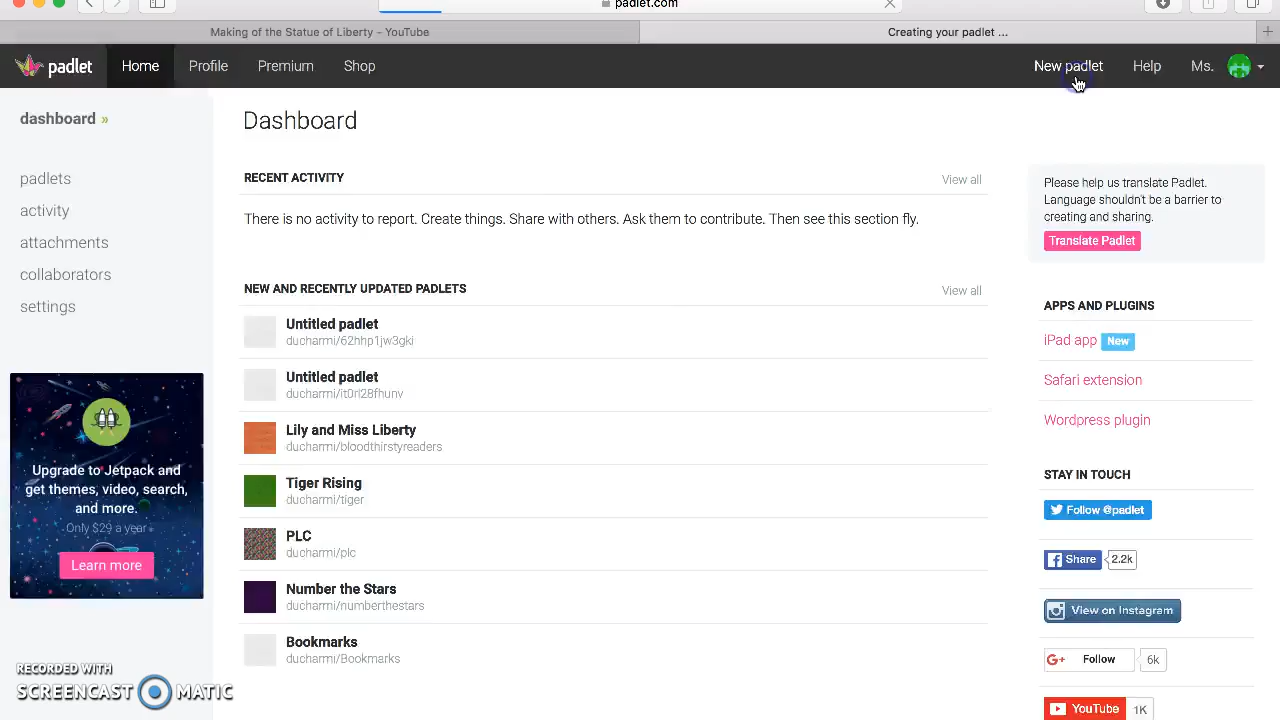 padlet.com
Making of the Statue of Liberty – YouTube
Creating your padlet ...
padlet
Home
Profile
Premium
Shop
New padlet
Help
Ms.
dashboard »
padlets
activity
attachments
collaborators
settings
Upgrade to Jetpack and
get themes, video, search,
and more.
Only $29 a year
Learn more
Dashboard
RECENT ACTIVITY
View all
There is no activity to report. Create things. Share with others. Ask them to contribute. Then see this section fly.
NEW AND RECENTLY UPDATED PADLETS
View all
Untitled padlet
ducharmi/62hhp1jw3gki
Untitled padlet
ducharmi/it0rl28fhunv
Lily and Miss Liberty
ducharmi/bloodthirstyreaders
Tiger Rising
ducharmi/tiger
PLC
ducharmi/plc
Number the Stars
ducharmi/numberthestars
Bookmarks
ducharmi/Bookmarks
Please help us translate Padlet.
Language shouldn't be a barrier to
creating and sharing.
Translate Padlet
APPS AND PLUGINS
iPad app New
Safari extension
Wordpress plugin
STAY IN TOUCH
Follow @padlet
Share 2.2k
View on Instagram
G+ Follow 6k
YouTube 1K
RECORDED WITH
SCREENCAST MATIC